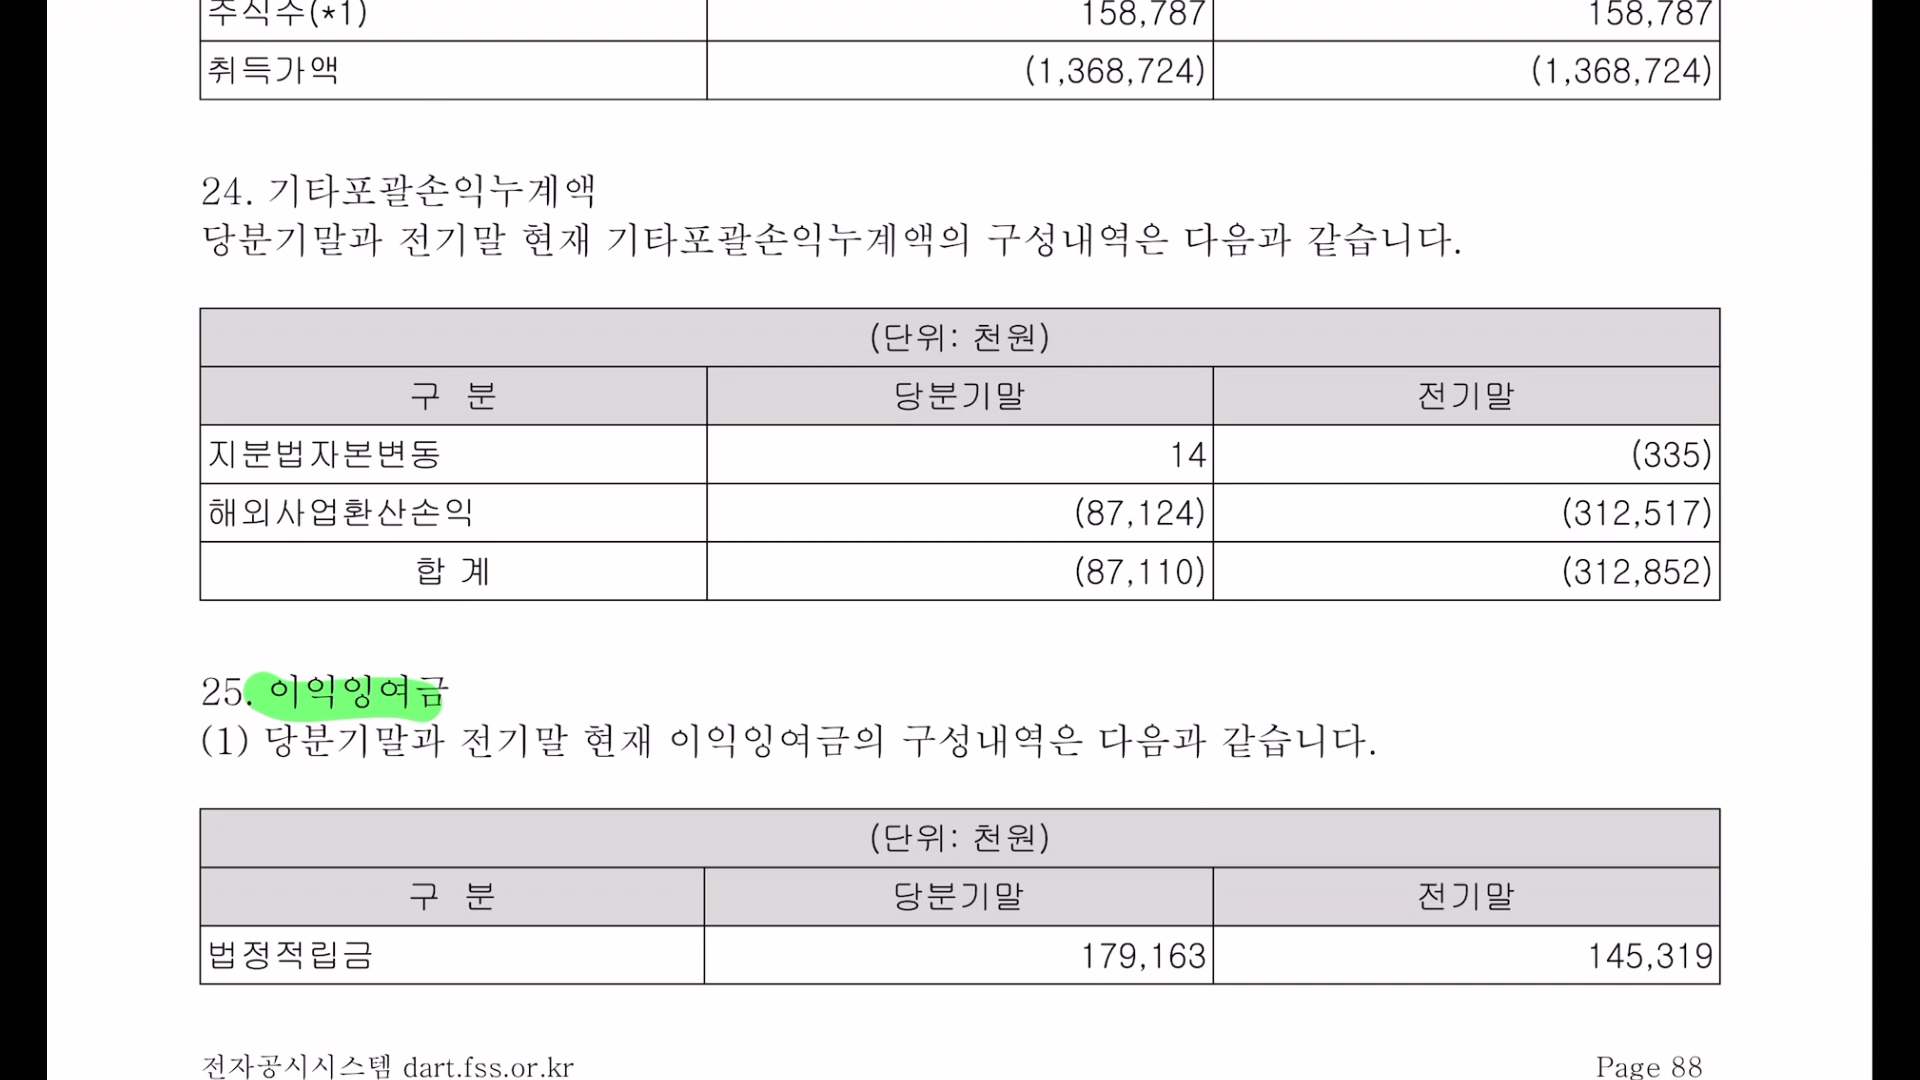 주식수(*1) 158,787 158,787
취득가액 (1,368,724) (1,368,724)
24. 기타포괄손익누계액
당분기말과 전기말 현재 기타포괄손익누계액의 구성내역은 다음과 같습니다.
(단위: 천원)
구 분 당분기말 전기말
지분법자본변동 14 (335)
해외사업환산손익 (87,124) (312,517)
합 계 (87,110) (312,852)
25. 이익잉여금
(1) 당분기말과 전기말 현재 이익잉여금의 구성내역은 다음과 같습니다.
(단위: 천원)
구 분 당분기말 전기말
법정적립금 179,163 145,319
전자공시시스템 dart.fss.or.kr Page 88